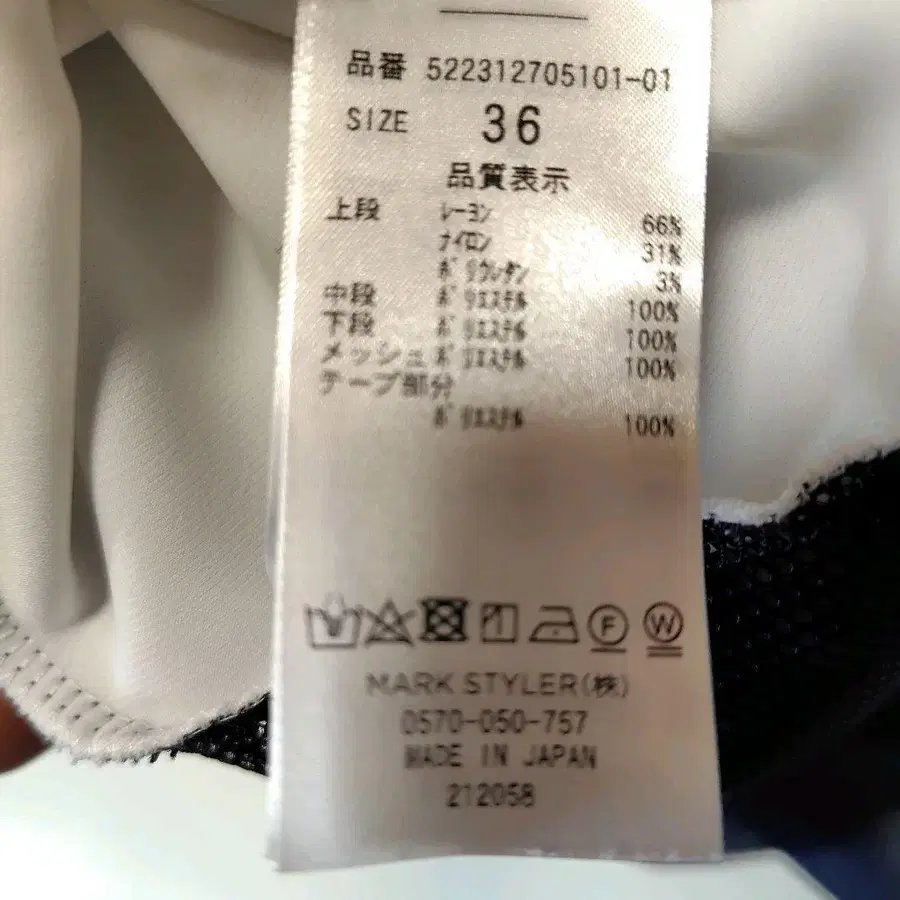 品番 522312705101-01
SIZE 36
品質表示
上段 レーヨン 66%
ナイロン 31%
ポリウレタン 3%
中段 ポリエステル 100%
下段 ポリエステル 100%
メッシュ ポリエステル 100%
テープ部分
ポリエステル 100%
F W
MARK STYLER(株)
0570-050-757
MADE IN JAPAN
212058